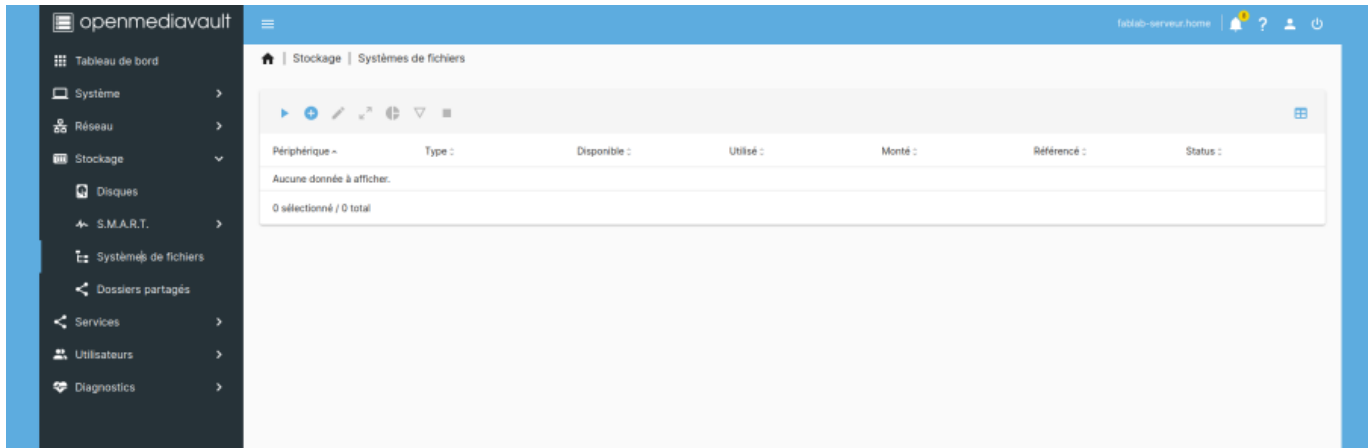 openmediavault
fablab-serveur.home
Tableau de bord
Système
Réseau
Stockage
Disques
S.M.A.R.T.
Systèmes de fichiers
Dossiers partagés
Services
Utilisateurs
Diagnostics
Stockage | Systèmes de fichiers
Périphérique Type Disponible Utilisé Monté Référencé Status
Aucune donnée à afficher.
0 sélectionné / 0 total